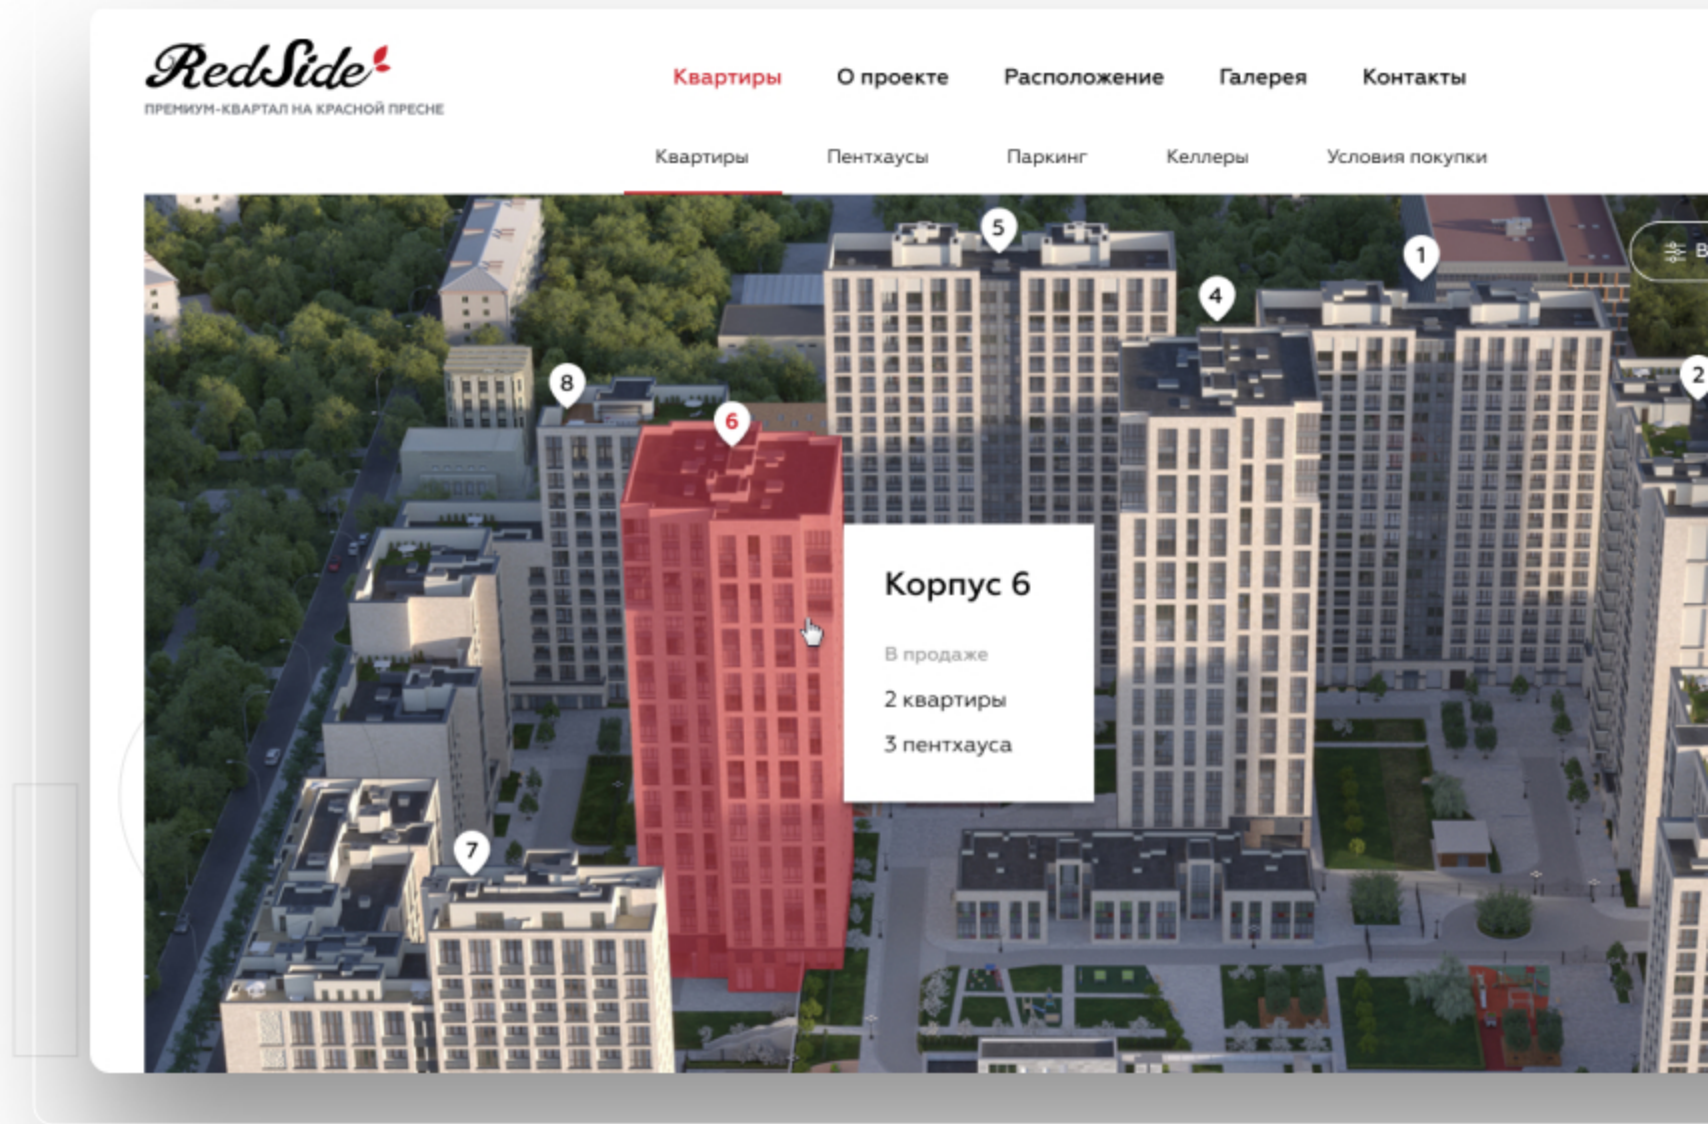 RedSide
ПРЕМИУМ-КВАРТАЛ НА КРАСНОЙ ПРЕСНЕ
Квартиры О проекте Расположение Галерея Контакты
Квартиры Пентхаусы Паркинг Келлеры Условия покупки
5
1
4
2
8
6
Корпус 6
В продаже
2 квартиры
3 пентхауса
7